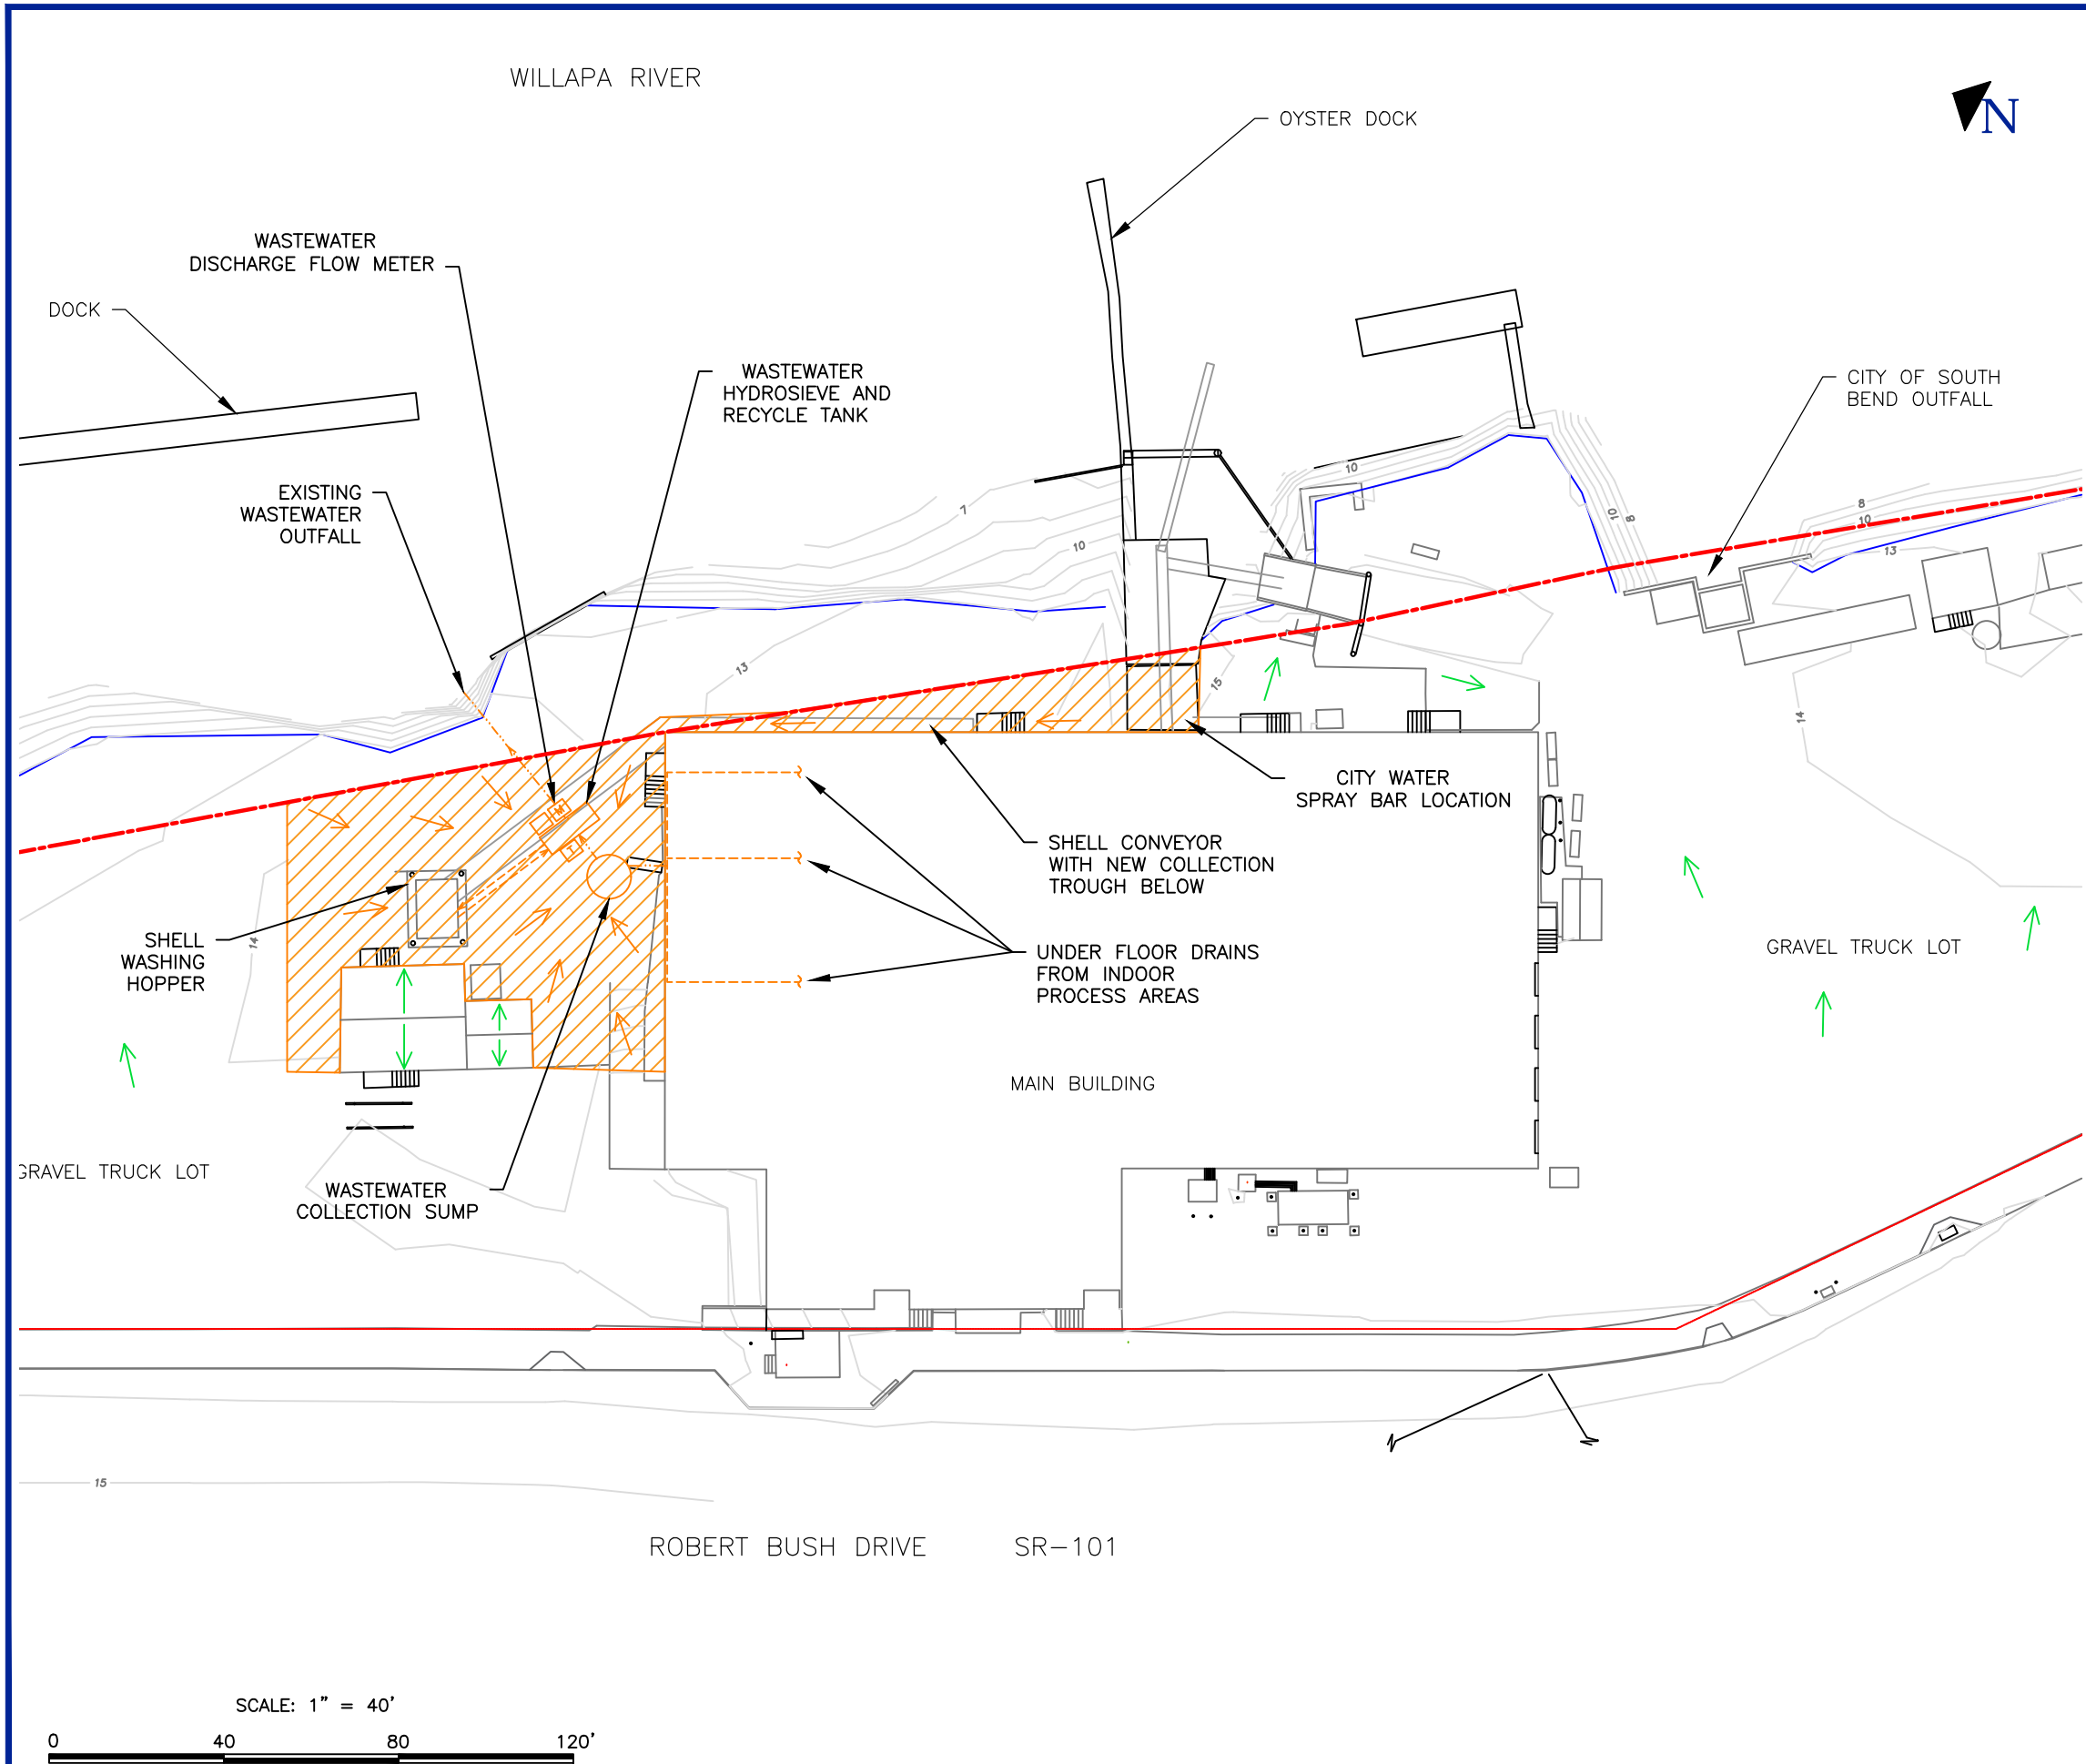 WILLAPA RIVER
N
OYSTER DOCK
WASTEWATER
DISCHARGE FLOW METER
DOCK
WASTEWATER
HYDROSIEVE AND
RECYCLE TANK
CITY OF SOUTH
BEND OUTFALL
EXISTING
WASTEWATER
OUTFALL
7
10
10
10
8
8
10
13
13
15
14
CITY WATER
SPRAY BAR LOCATION
SHELL CONVEYOR
WITH NEW COLLECTION
TROUGH BELOW
M
T
SHELL
WASHING
HOPPER
14
UNDER FLOOR DRAINS
FROM INDOOR
PROCESS AREAS
GRAVEL TRUCK LOT
MAIN BUILDING
GRAVEL TRUCK LOT
WASTEWATER
COLLECTION SUMP
15
ROBERT BUSH DRIVE SR-101
SCALE: 1" = 40'
0 40 80 120'